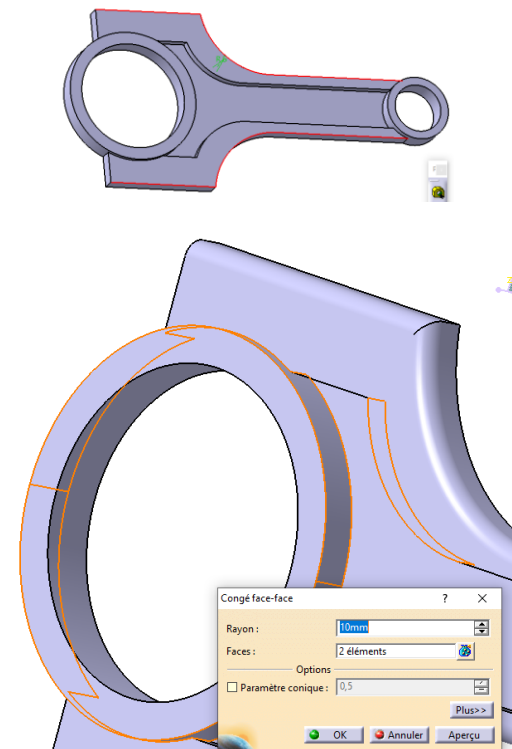 Congé face-face ? X
Rayon : 10mm
Faces : 2 éléments
Options
Paramètre conique : 0,5
Plus>>
OK Annuler Aperçu